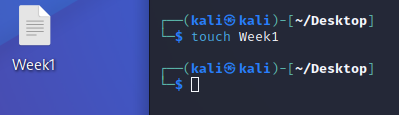 Week1
┌──(kali㉿kali)-[~/Desktop]
└─$ touch Week1
┌──(kali㉿kali)-[~/Desktop]
└─$